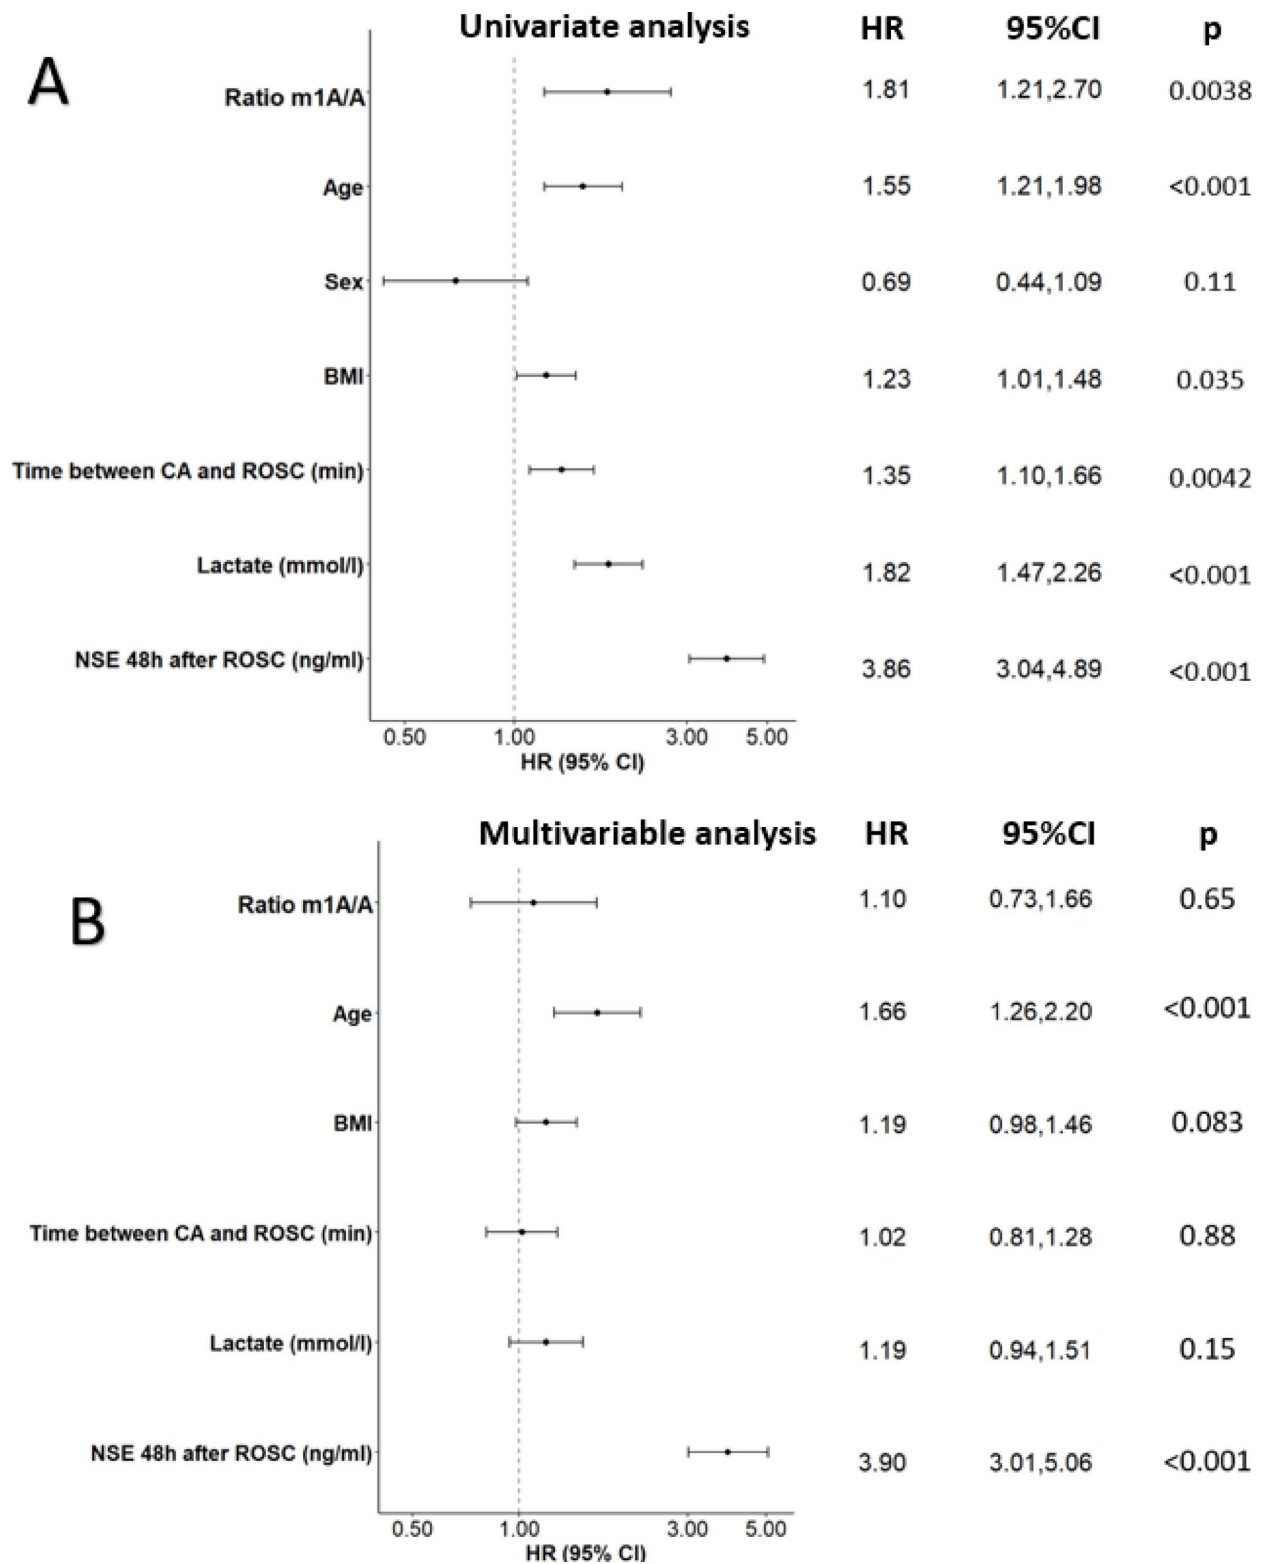 Univariate analysis HR 95%CI p
A
Ratio m1A/A 1.81 1.21,2.70 0.0038
Age 1.55 1.21,1.98 <0.001
Sex 0.69 0.44,1.09 0.11
BMI 1.23 1.01,1.48 0.035
Time between CA and ROSC (min) 1.35 1.10,1.66 0.0042
Lactate (mmol/l) 1.82 1.47,2.26 <0.001
NSE 48h after ROSC (ng/ml) 3.86 3.04,4.89 <0.001
0.50 1.00 3.00 5.00
HR (95% CI)
Multivariable analysis HR 95%CI p
B
Ratio m1A/A 1.10 0.73,1.66 0.65
Age 1.66 1.26,2.20 <0.001
BMI 1.19 0.98,1.46 0.083
Time between CA and ROSC (min) 1.02 0.81,1.28 0.88
Lactate (mmol/l) 1.19 0.94,1.51 0.15
NSE 48h after ROSC (ng/ml) 3.90 3.01,5.06 <0.001
0.50 1.00 3.00 5.00
HR (95% CI)